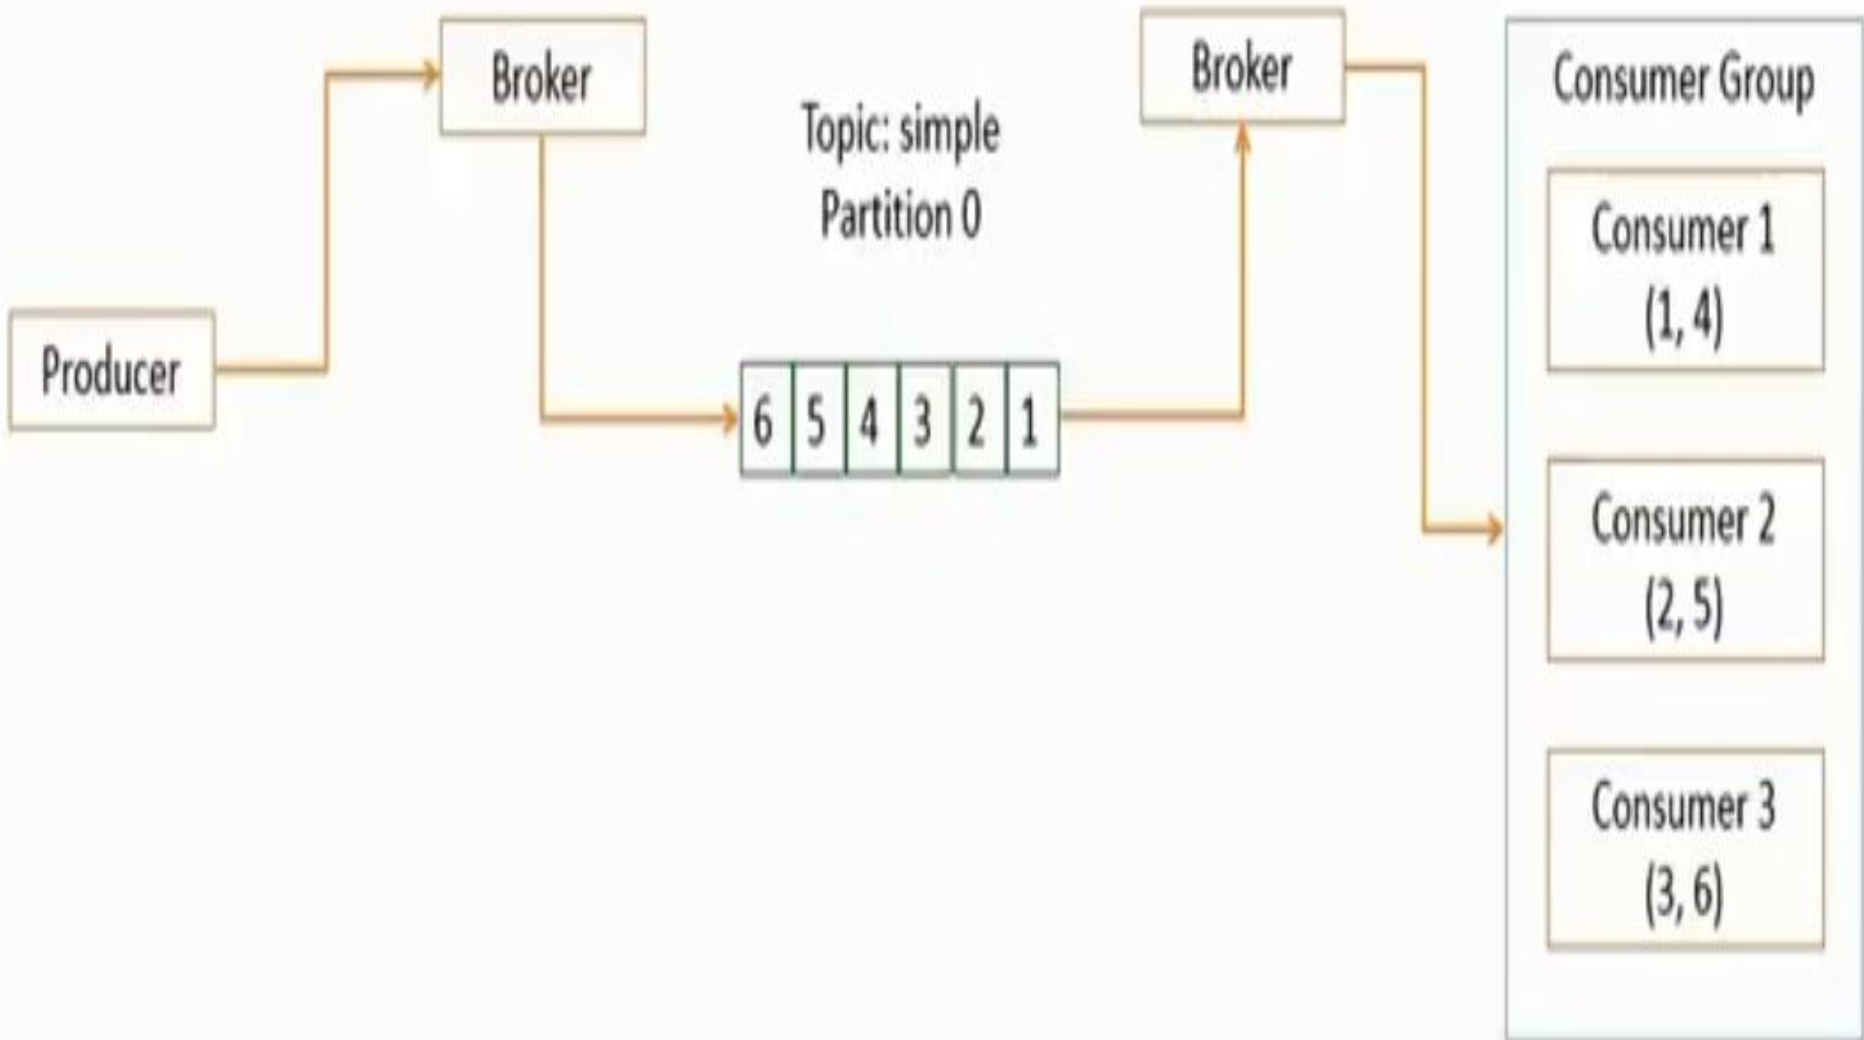 Producer
Broker
Topic: simple
Partition 0
6 5 4 3 2 1
Broker
Consumer Group
Consumer 1
(1, 4)
Consumer 2
(2, 5)
Consumer 3
(3, 6)